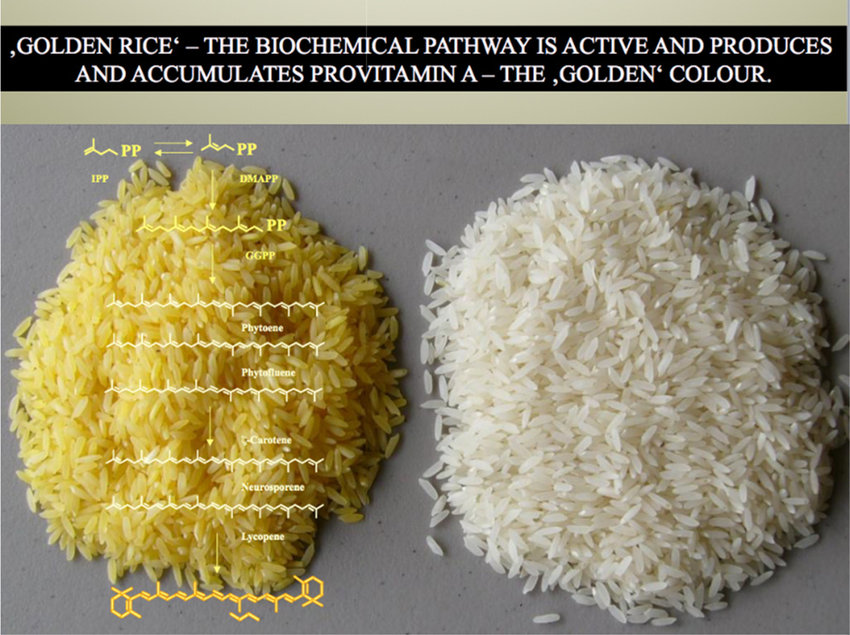 ‚GOLDEN RICE‘ – THE BIOCHEMICAL PATHWAY IS ACTIVE AND PRODUCES
AND ACCUMULATES PROVITAMIN A – THE ‚GOLDEN‘ COLOUR.
PP PP
IPP DMAPP
PP
GGPP
Phytoene
Phytofluene
ζ-Carotene
Neurosporene
Lycopene